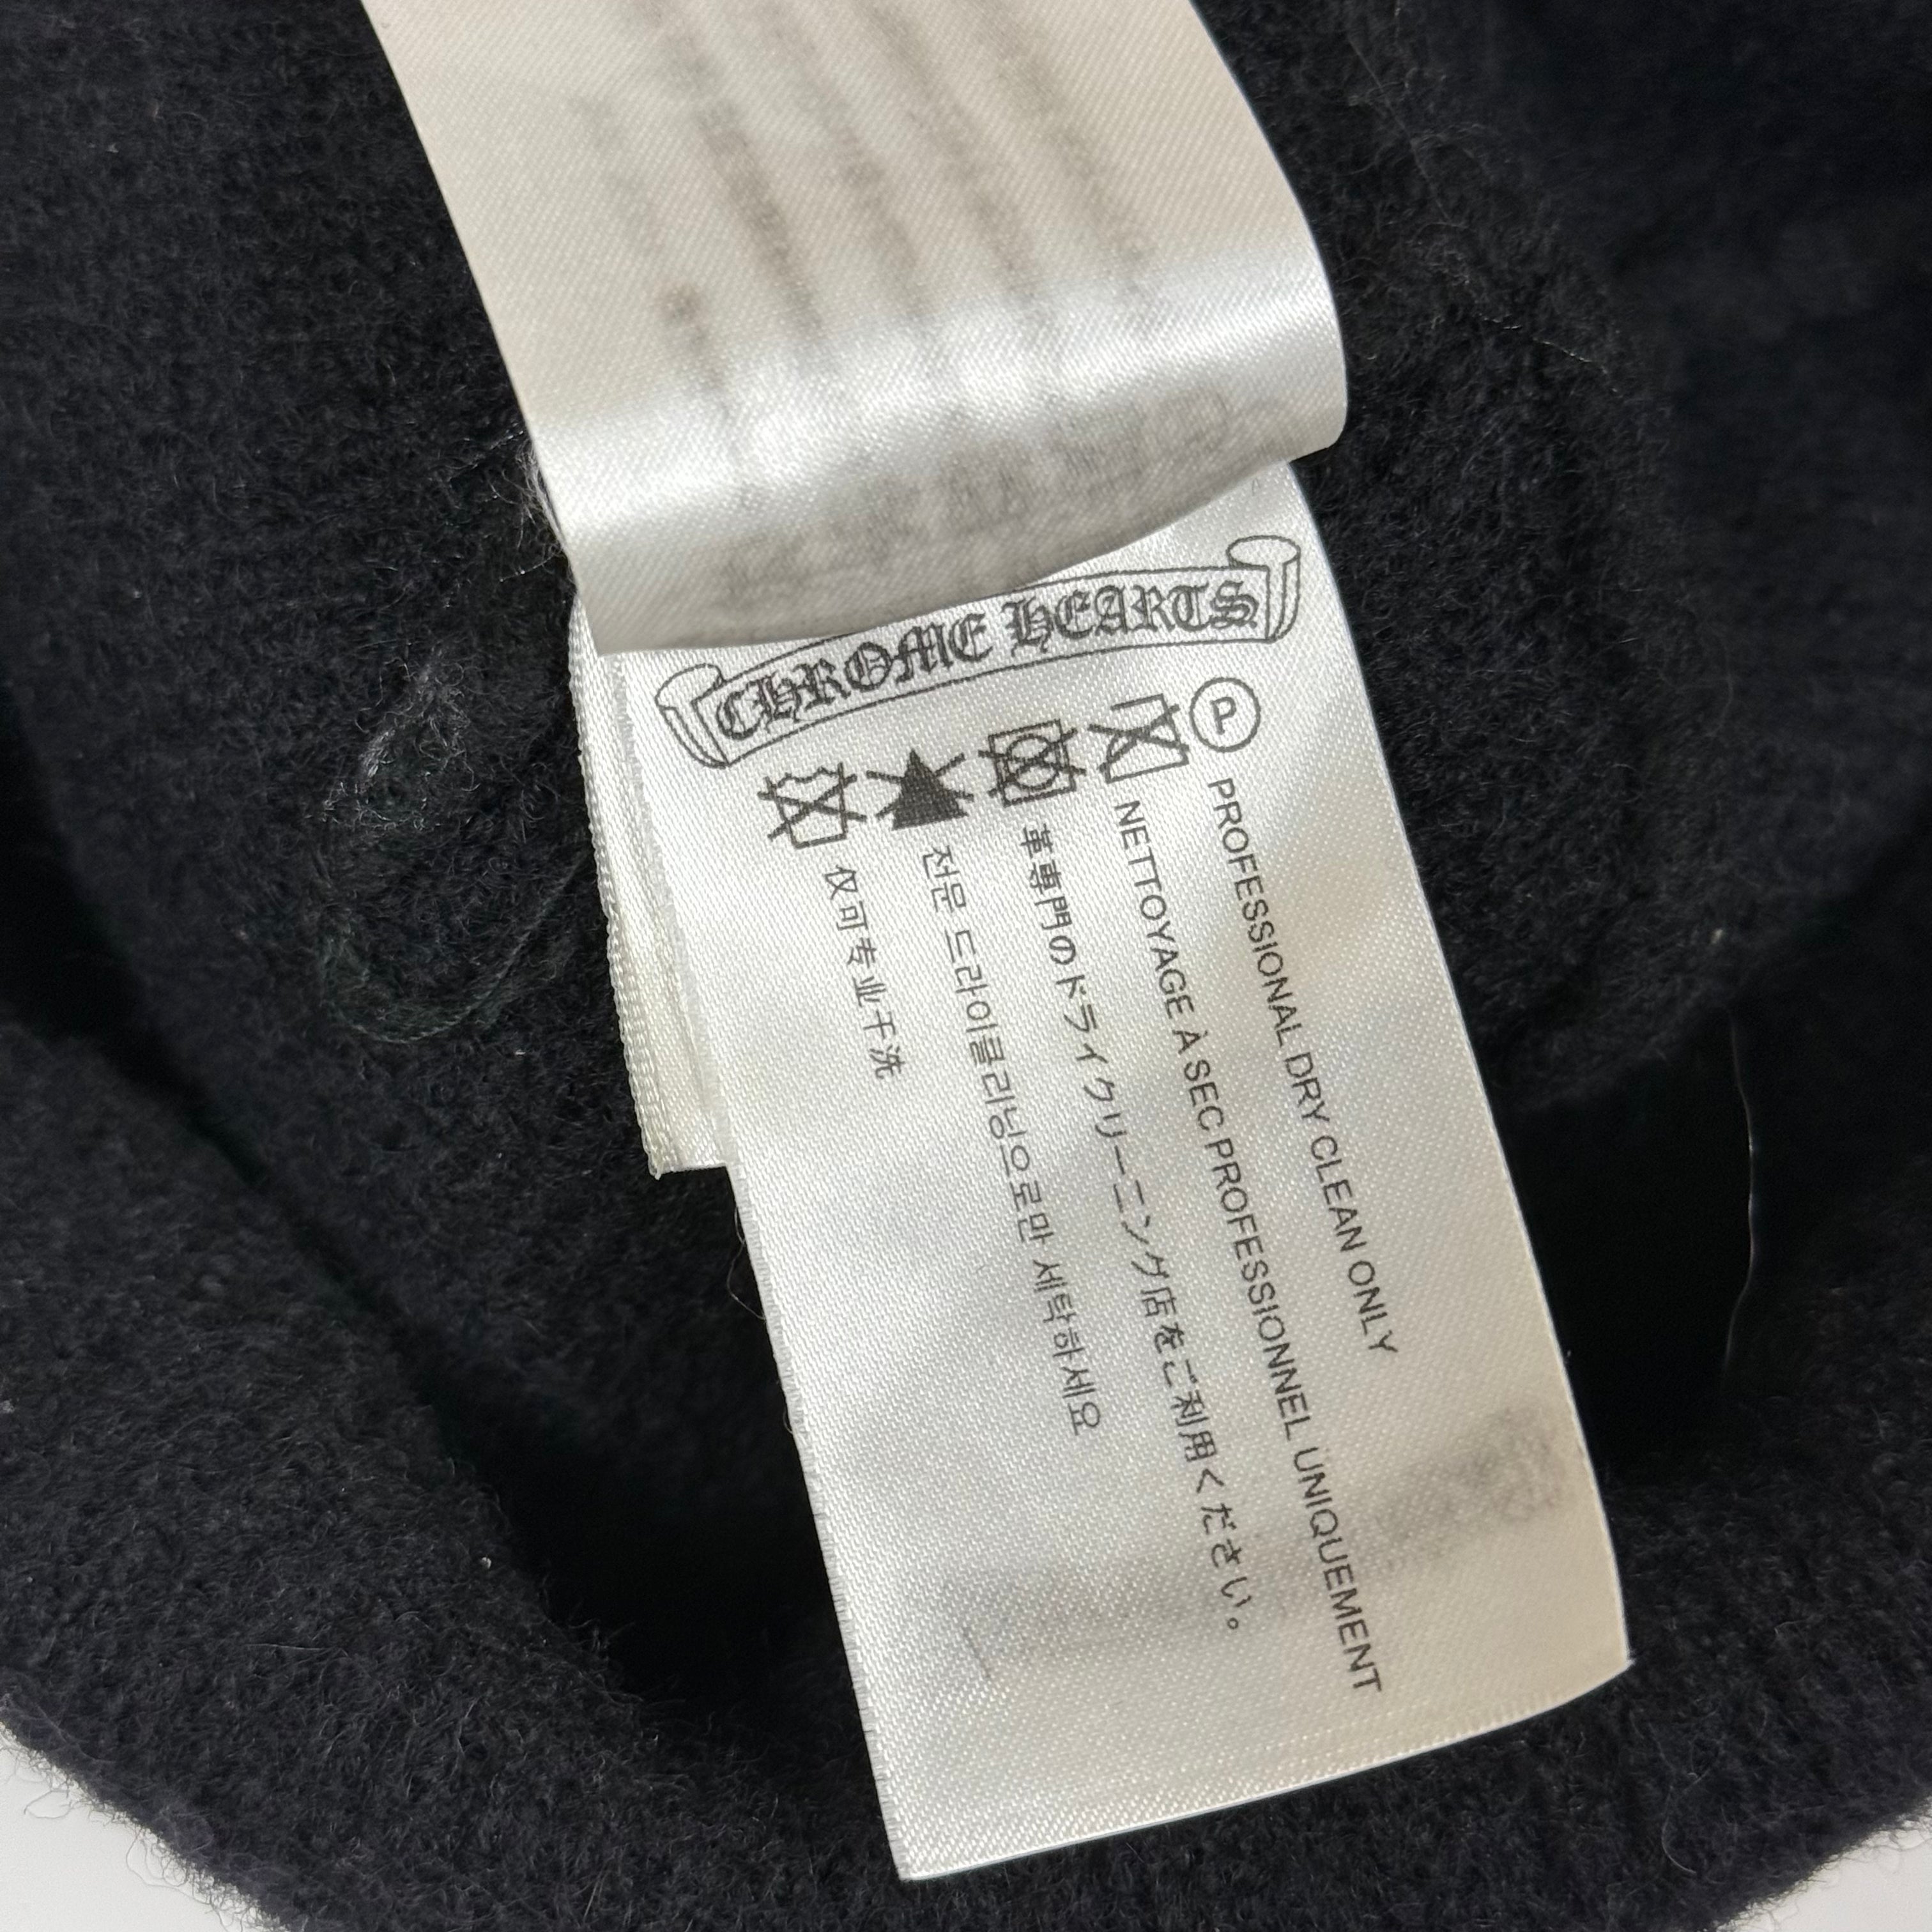 CHROME HEARTS
P
PROFESSIONAL DRY CLEAN ONLY
NETTOYAGE À SEC PROFESSIONNEL UNIQUEMENT
革専門のドライクリーニング店をご利用ください。
전문 드라이클리닝으로만 세탁하세요
仅可专业干洗